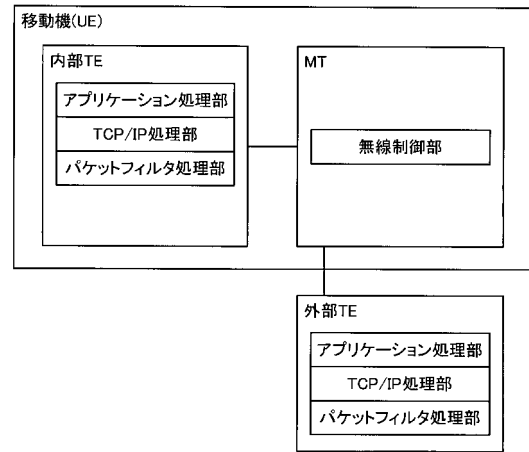 移動機(UE)
内部TE
アプリケーション処理部
TCP/IP処理部
パケットフィルタ処理部
MT
無線制御部
外部TE
アプリケーション処理部
TCP/IP処理部
パケットフィルタ処理部